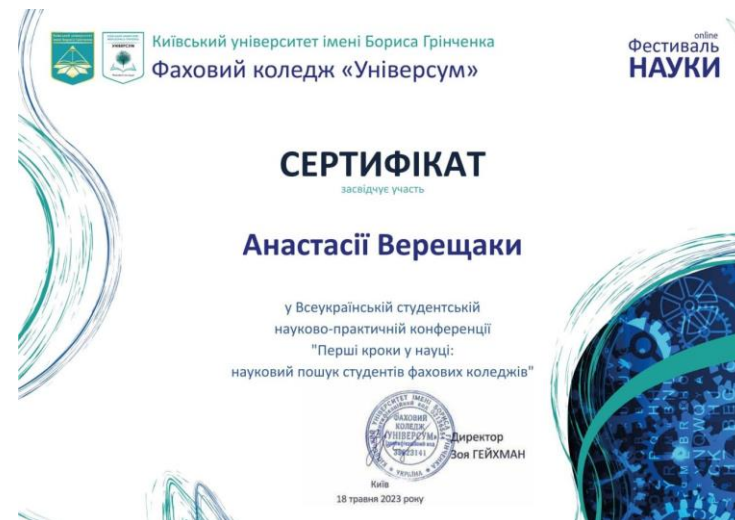 Київський університет імені Бориса Грінченка
Фаховий коледж «Універсум»
online
Фестиваль
НАУКИ
СЕРТИФІКАТ
засвідчує участь
Анастасії Верещаки
у Всеукраїнській студентській
науково-практичній конференції
"Перші кроки у науці:
науковий пошук студентів фахових коледжів"
ФАХОВИЙ
КОЛЕДЖ
«УНІВЕРСУМ»
УКРАЇНА
Директор
Зоя ГЕЙХМАН
Київ
18 травня 2023 року